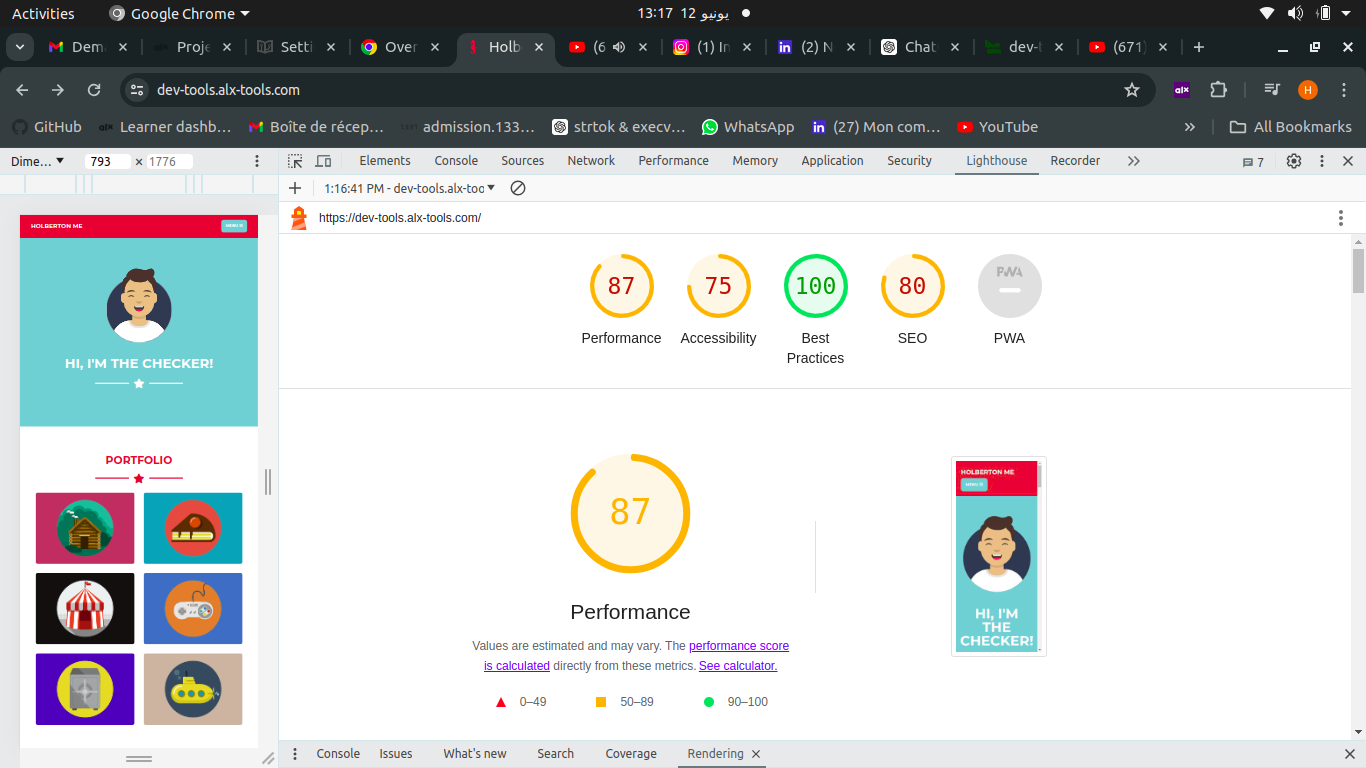 Activities Google Chrome 13:17 12 يونيو
Dem Proje Setti Over Holb (6 (1) In (2) N Chat dev-t (671)
dev-tools.alx-tools.com alx H
GitHub alx Learner dashb… Boîte de récep… admission.133… strtok & execv… WhatsApp (27) Mon com… YouTube » All Bookmarks
Dime… 793 × 1776
Elements Console Sources Network Performance Memory Application Security Lighthouse Recorder 7
1:16:41 PM - dev-tools.alx-too
https://dev-tools.alx-tools.com/
HOLBERTON ME MENU
HI, I'M THE CHECKER!
PORTFOLIO
87 75 100 80 PWA
Performance Accessibility Best Practices SEO PWA
87
Performance
Values are estimated and may vary. The performance score
is calculated directly from these metrics. See calculator.
0–49 50–89 90–100
HOLBERTON ME
MENU
HI, I'M
THE
CHECKER!
Console Issues What's new Search Coverage Rendering